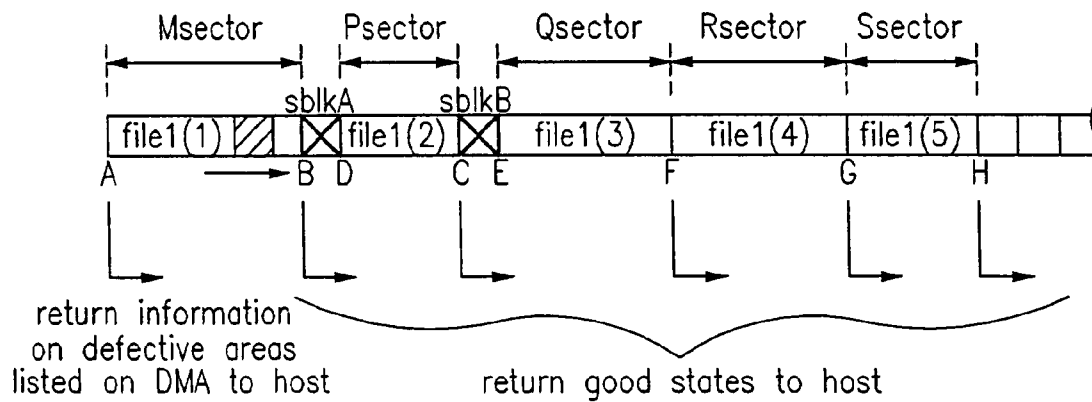 Msector Psector Qsector Rsector Ssector
sblkA sblkB
file1(1) file1(2) file1(3) file1(4) file1(5)
A B D C E F G H
return information
on defective areas
listed on DMA to host
return good states to host